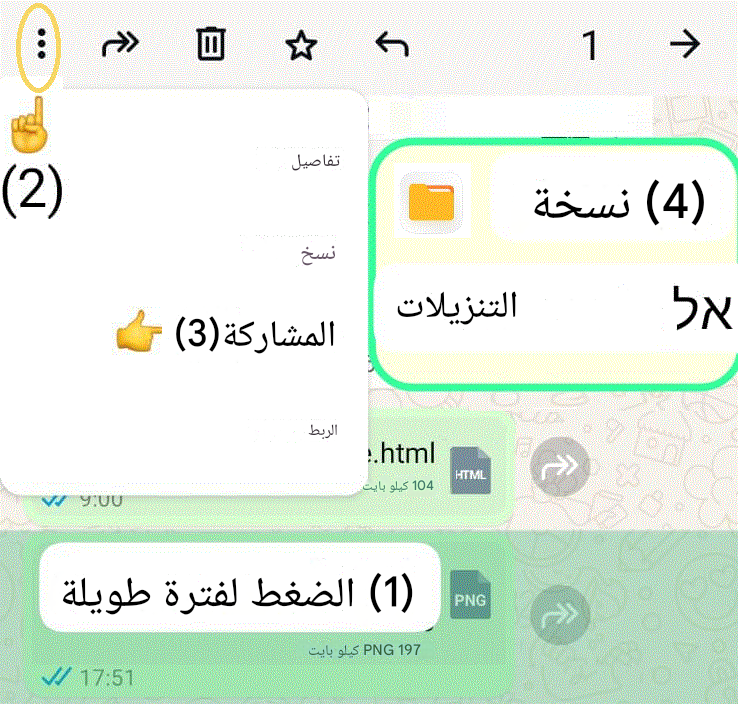 1
(2)
تفاصيل
نسخ
المشاركة(3)
الربط
(4) نسخة
אל
التنزيلات
e.html
HTML
104 كيلو بايت
9:00
(1) الضغط لفترة طويلة
PNG
197 PNG كيلو بايت
17:51